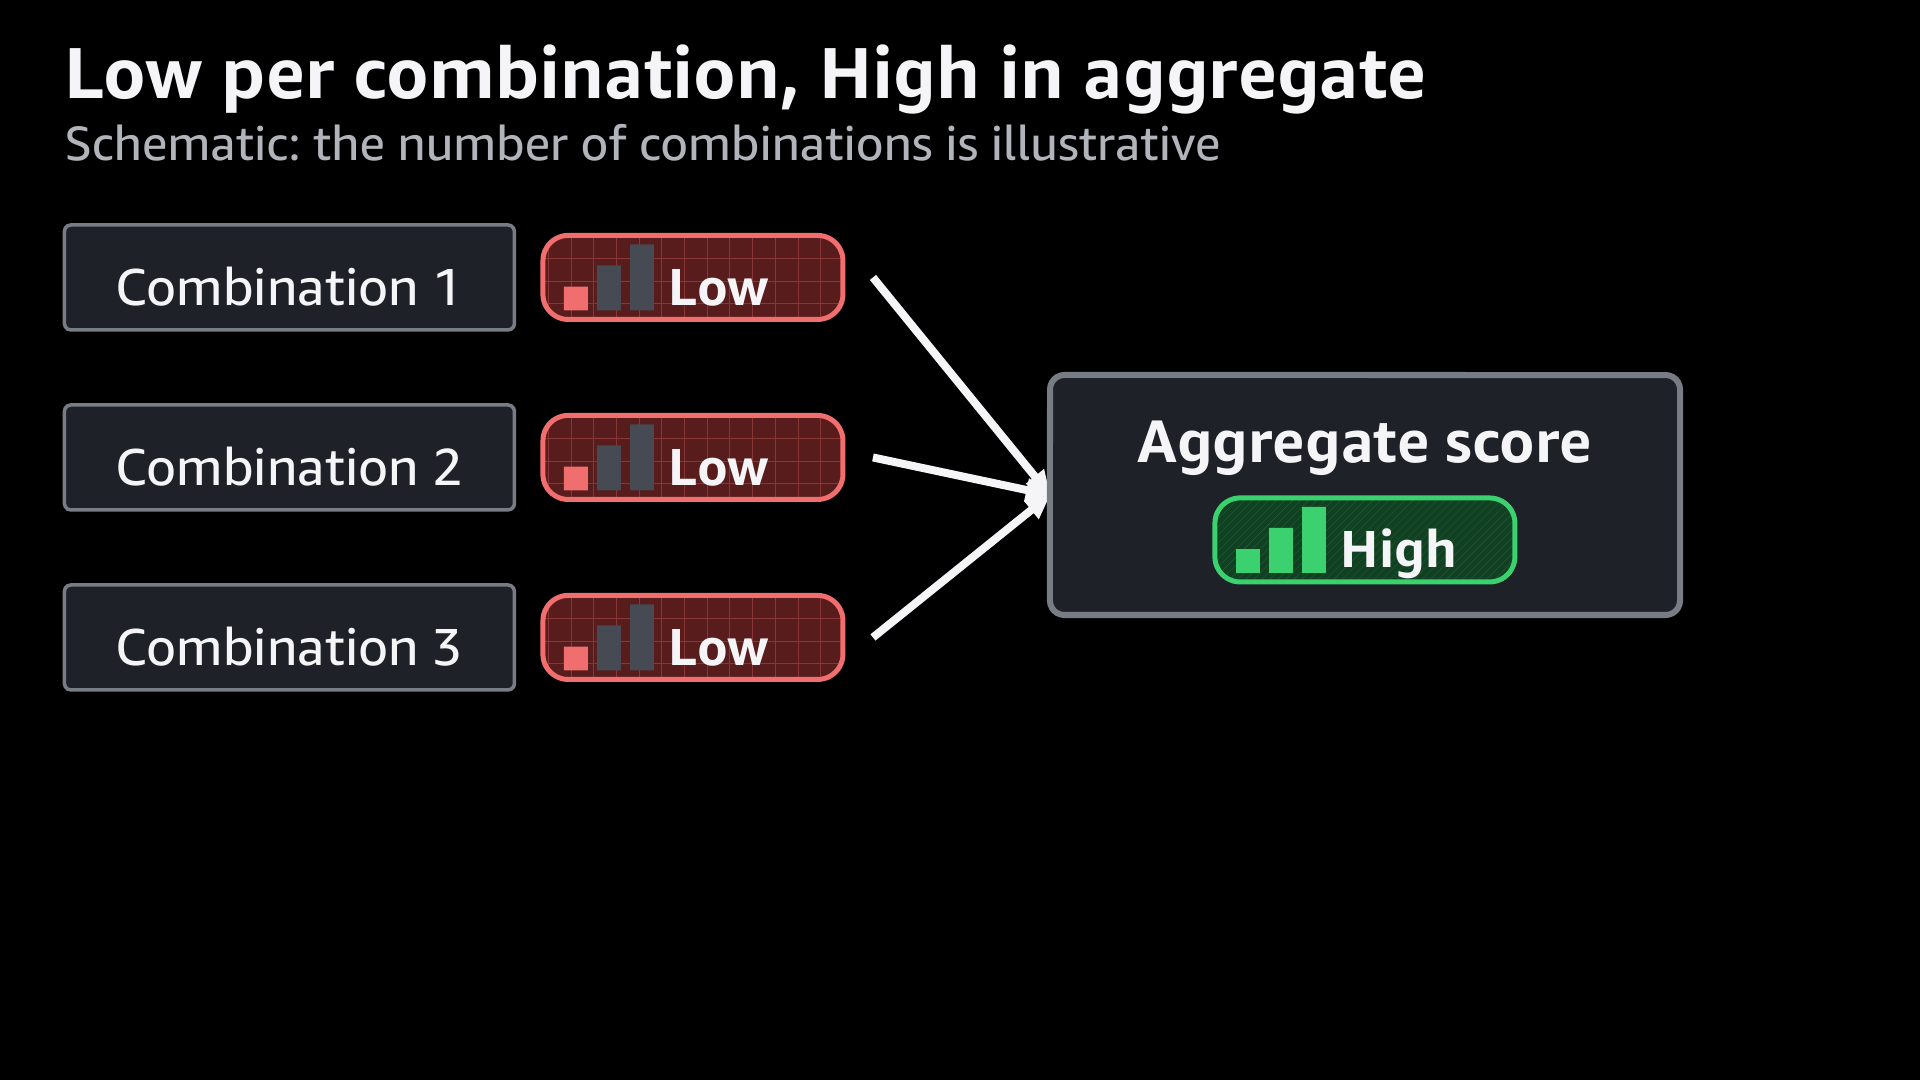 Low per combination, High in aggregate
Schematic: the number of combinations is illustrative
Combination 1
Low
Combination 2
Low
Combination 3
Low
Aggregate score
High